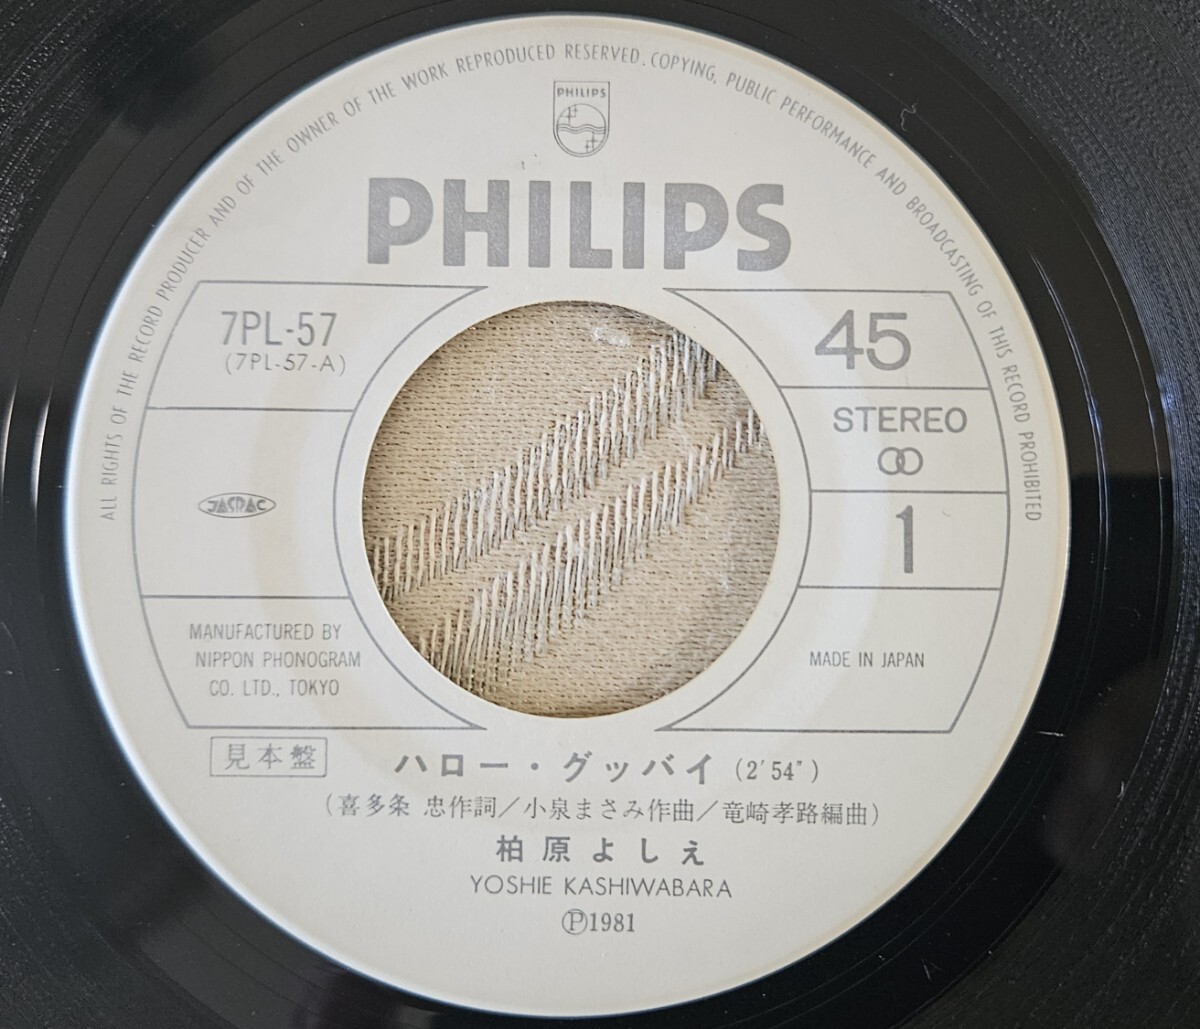 ALL RIGHTS OF THE RECORD PRODUCER AND OF THE OWNER OF THE WORK REPRODUCED RESERVED. COPYING, PUBLIC PERFORMANCE AND BROADCASTING OF THIS RECORD PROHIBITED
PHILIPS
PHILIPS
7PL-57
(7PL-57-A)
JASRAC
MANUFACTURED BY
NIPPON PHONOGRAM
CO. LTD., TOKYO
45
STEREO
1
MADE IN JAPAN
見本盤
ハロー・グッバイ (2'54")
(喜多条 忠作詞/小泉まさみ作曲/竜崎孝路編曲)
柏原よしえ
YOSHIE KASHIWABARA
Ⓟ1981